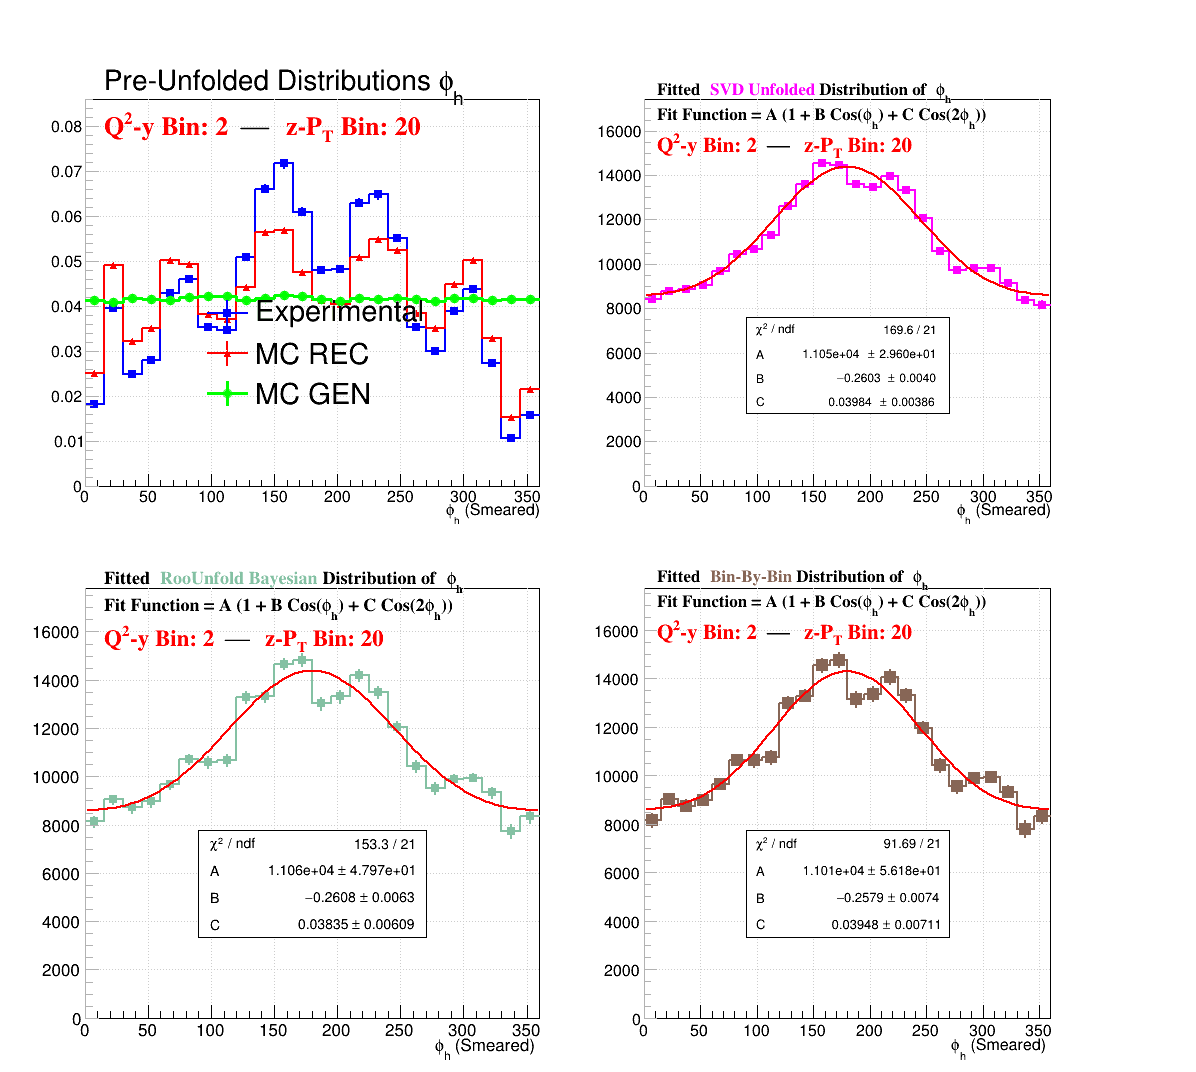 Pre-Unfolded Distributions ϕh
Q²-y Bin: 2 — z-PT Bin: 20
0.08
0.07
0.06
0.05
0.04
0.03
0.02
0.01
0
Experimental
MC REC
MC GEN
0 50 100 150 200 250 300 350
ϕh (Smeared)
Fitted SVD Unfolded Distribution of ϕh
Fit Function = A (1 + B Cos(ϕh) + C Cos(2ϕh))
Q²-y Bin: 2 — z-PT Bin: 20
16000
14000
12000
10000
8000
6000
4000
2000
0
χ² / ndf 169.6 / 21
A 1.105e+04 ± 2.960e+01
B −0.2603 ± 0.0040
C 0.03984 ± 0.00386
0 50 100 150 200 250 300 350
ϕh (Smeared)
Fitted RooUnfold Bayesian Distribution of ϕh
Fit Function = A (1 + B Cos(ϕh) + C Cos(2ϕh))
Q²-y Bin: 2 — z-PT Bin: 20
16000
14000
12000
10000
8000
6000
4000
2000
0
χ² / ndf 153.3 / 21
A 1.106e+04 ± 4.797e+01
B −0.2608 ± 0.0063
C 0.03835 ± 0.00609
0 50 100 150 200 250 300 350
ϕh (Smeared)
Fitted Bin-By-Bin Distribution of ϕh
Fit Function = A (1 + B Cos(ϕh) + C Cos(2ϕh))
Q²-y Bin: 2 — z-PT Bin: 20
16000
14000
12000
10000
8000
6000
4000
2000
0
χ² / ndf 91.69 / 21
A 1.101e+04 ± 5.618e+01
B −0.2579 ± 0.0074
C 0.03948 ± 0.00711
0 50 100 150 200 250 300 350
ϕh (Smeared)